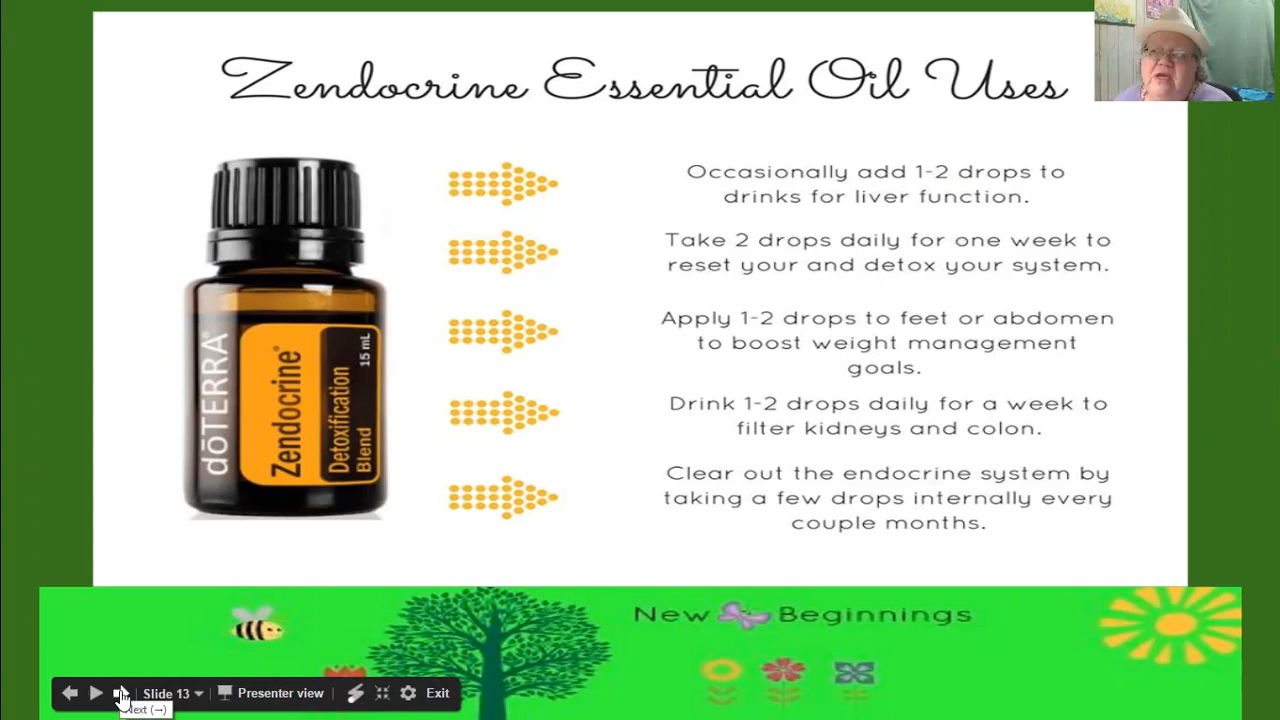 Zendocrine Essential Oil Uses
Occasionally add 1-2 drops to
drinks for liver function.
Take 2 drops daily for one week to
reset your and detox your system.
Apply 1-2 drops to feet or abdomen
to boost weight management
goals.
Drink 1-2 drops daily for a week to
filter kidneys and colon.
Clear out the endocrine system by
taking a few drops internally every
couple months.
dōTERRA®
Zendocrine®
Detoxification
Blend
15 mL
New Beginnings
Slide 13
Presenter view
Exit
Next (→)